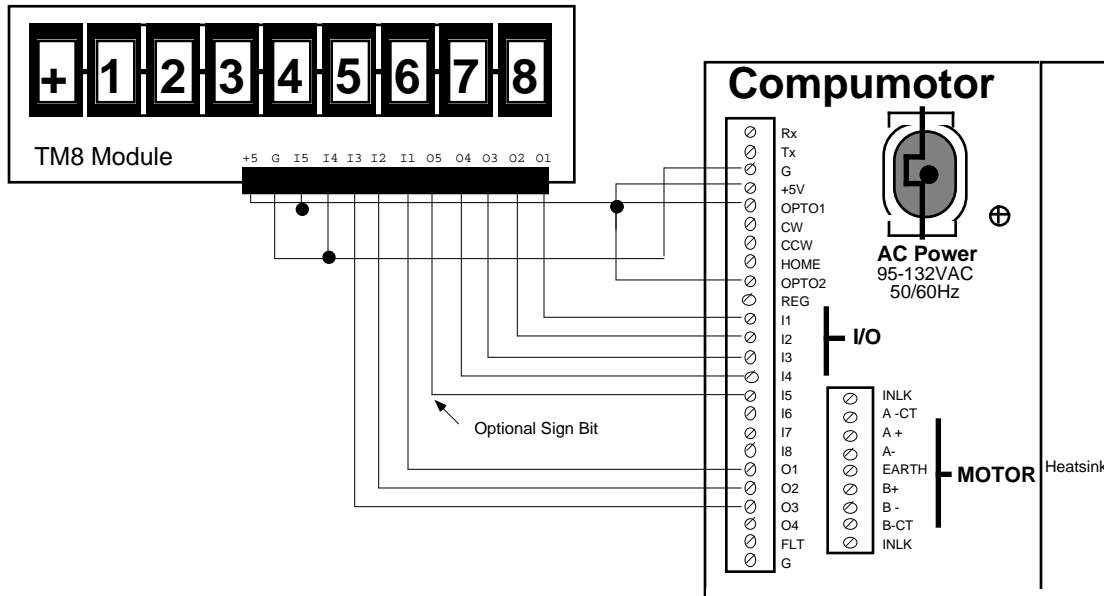 + 1 2 3 4 5 6 7 8
TM8 Module
+5 G I5 I4 I3 I2 I1 O5 O4 O3 O2 O1
Optional Sign Bit
Compumotor
Rx
Tx
G
+5V
OPTO1
CW
CCW
HOME
OPTO2
REG
I1
I2
I3
I4
I5
I6
I7
I8
O1
O2
O3
O4
FLT
G
AC Power
95-132VAC
50/60Hz
I/O
INLK
A -CT
A +
A-
EARTH
B+
B -
B-CT
INLK
MOTOR
Heatsink